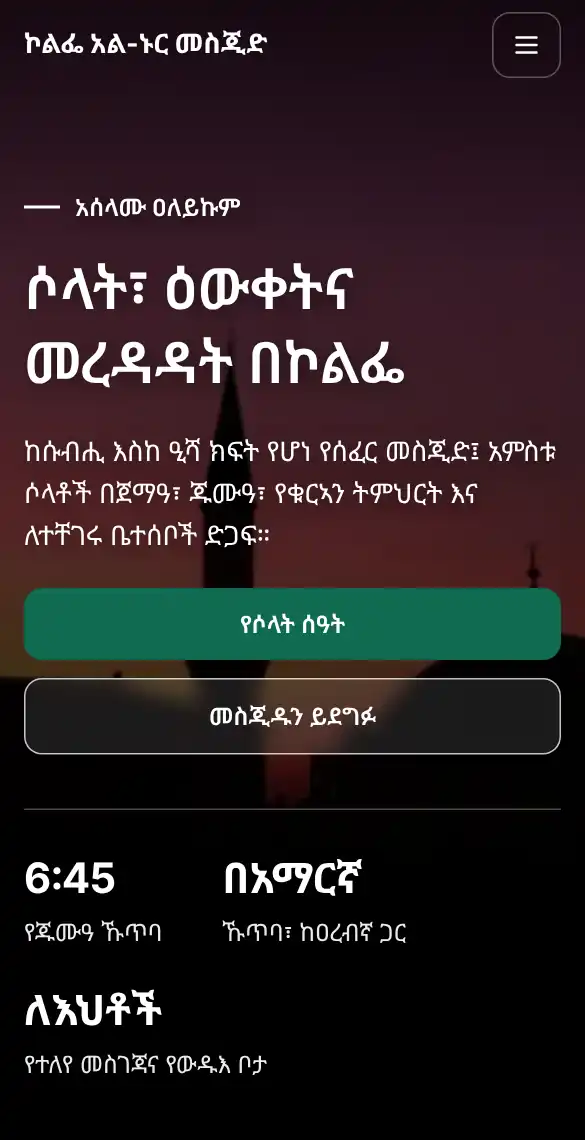 ኮልፌ አል-ኑር መስጂድ
አሰላሙ ዐለይኩም
ሶላት፣ ዕውቀትና
መረዳዳት በኮልፌ
ከሱብሒ እስከ ዒሻ ክፍት የሆነ የሰፈር መስጂድ፤ አምስቱ
ሶላቶች በጀማዓ፣ ጁሙዓ፣ የቁርኣን ትምህርት እና
ለተቸገሩ ቤተሰቦች ድጋፍ።
የሶላት ሰዓት
መስጂዱን ይደግፉ
6:45
የጁሙዓ ኹጥባ
በአማርኛ
ኹጥባ፣ ከዐረብኛ ጋር
ለእህቶች
የተለየ መስገጃና የውዱእ ቦታ